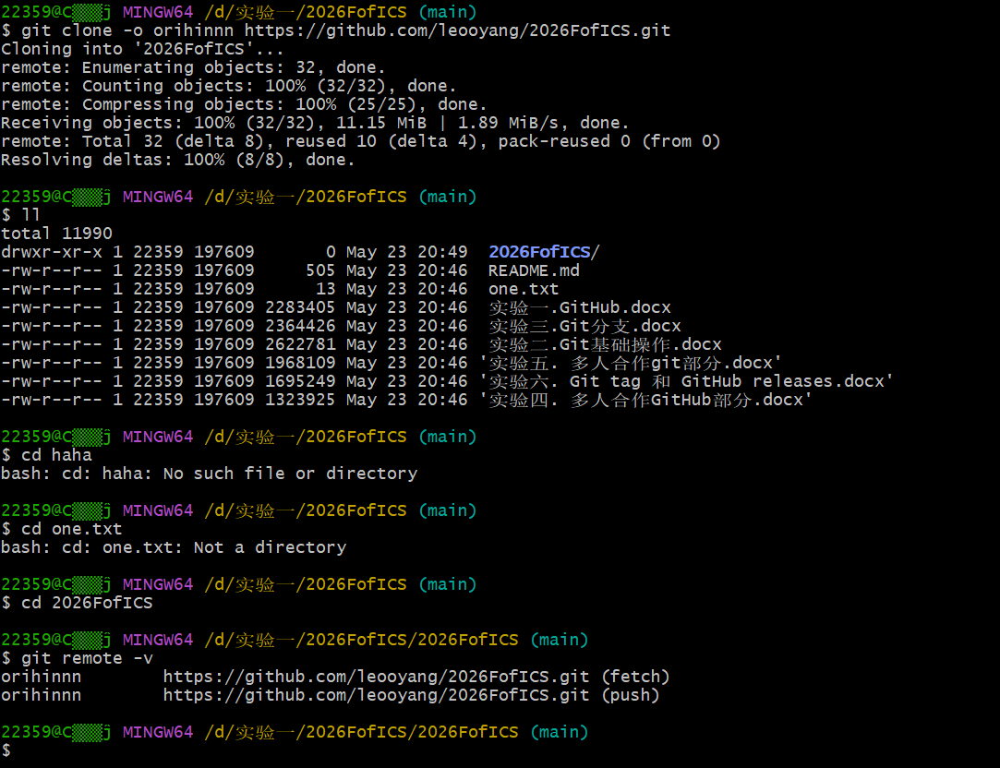 22359@C▒▒▒ĵ MINGW64 /d/实验一/2026FofICS (main)
$ git clone -o orihinnn https://github.com/leooyang/2026FofICS.git
Cloning into '2026FofICS'...
remote: Enumerating objects: 32, done.
remote: Counting objects: 100% (32/32), done.
remote: Compressing objects: 100% (25/25), done.
Receiving objects: 100% (32/32), 11.15 MiB | 1.89 MiB/s, done.
remote: Total 32 (delta 8), reused 10 (delta 4), pack-reused 0 (from 0)
Resolving deltas: 100% (8/8), done.
22359@C▒▒▒ĵ MINGW64 /d/实验一/2026FofICS (main)
$ ll
total 11990
drwxr-xr-x 1 22359 197609       0 May 23 20:49  2026FofICS/
-rw-r--r-- 1 22359 197609     505 May 23 20:46  README.md
-rw-r--r-- 1 22359 197609      13 May 23 20:46  one.txt
-rw-r--r-- 1 22359 197609 2283405 May 23 20:46  实验一.GitHub.docx
-rw-r--r-- 1 22359 197609 2364426 May 23 20:46  实验三.Git分支.docx
-rw-r--r-- 1 22359 197609 2622781 May 23 20:46  实验二.Git基础操作.docx
-rw-r--r-- 1 22359 197609 1968109 May 23 20:46 '实验五. 多人合作git部分.docx'
-rw-r--r-- 1 22359 197609 1695249 May 23 20:46 '实验六. Git tag 和 GitHub releases.docx'
-rw-r--r-- 1 22359 197609 1323925 May 23 20:46 '实验四. 多人合作GitHub部分.docx'
22359@C▒▒▒ĵ MINGW64 /d/实验一/2026FofICS (main)
$ cd haha
bash: cd: haha: No such file or directory
22359@C▒▒▒ĵ MINGW64 /d/实验一/2026FofICS (main)
$ cd one.txt
bash: cd: one.txt: Not a directory
22359@C▒▒▒ĵ MINGW64 /d/实验一/2026FofICS (main)
$ cd 2026FofICS
22359@C▒▒▒ĵ MINGW64 /d/实验一/2026FofICS/2026FofICS (main)
$ git remote -v
orihinnn        https://github.com/leooyang/2026FofICS.git (fetch)
orihinnn        https://github.com/leooyang/2026FofICS.git (push)
22359@C▒▒▒ĵ MINGW64 /d/实验一/2026FofICS/2026FofICS (main)
$